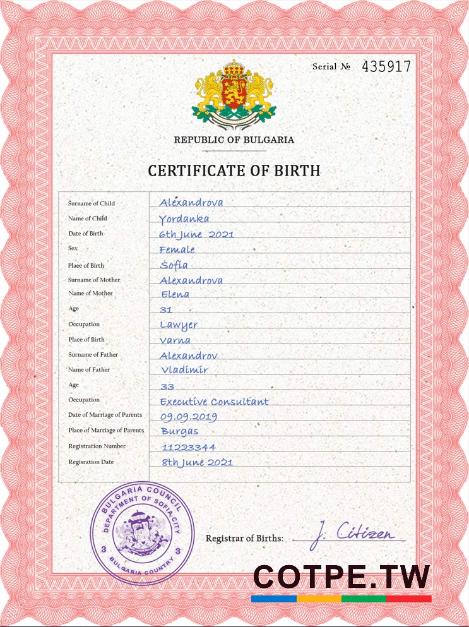 Serial № 435917
REPUBLIC OF BULGARIA
CERTIFICATE OF BIRTH
Surname of Child Alexandrova
Name of Child Yordanka
Date of Birth 6th June 2021
Sex Female
Place of Birth Sofia
Surname of Mother Alexandrova
Name of Mother Elena
Age 31
Occupation Lawyer
Place of Birth Varna
Surname of Father Alexandrov
Name of Father Vladimir
Age 33
Occupation Executive Consultant
Date of Marriage of Parents 09.09.2019
Place of Marriage of Parents Burgas
Registration Number 11223344
Registration Date 8th June 2021
BULGARIA COUNCIL
DEPARTMENT OF SOFIA CITY
BULGARIA COUNTRY
Registrar of Births: J. Citizen
COTPE.TW